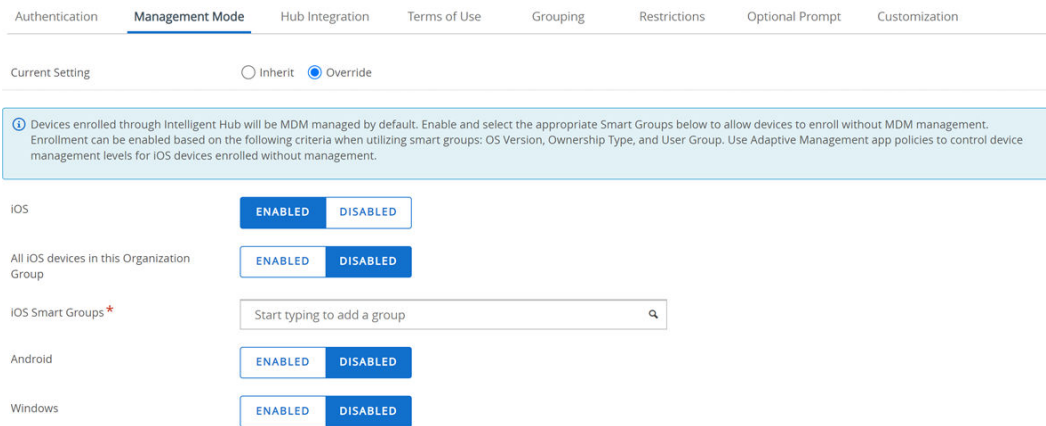 Authentication Management Mode Hub Integration Terms of Use Grouping Restrictions Optional Prompt Customization
Current Setting Inherit Override
Devices enrolled through Intelligent Hub will be MDM managed by default. Enable and select the appropriate Smart Groups below to allow devices to enroll without MDM management.
Enrollment can be enabled based on the following criteria when utilizing smart groups: OS Version, Ownership Type, and User Group. Use Adaptive Management app policies to control device
management levels for iOS devices enrolled without management.
iOS ENABLED DISABLED
All iOS devices in this Organization
Group ENABLED DISABLED
iOS Smart Groups * Start typing to add a group
Android ENABLED DISABLED
Windows ENABLED DISABLED